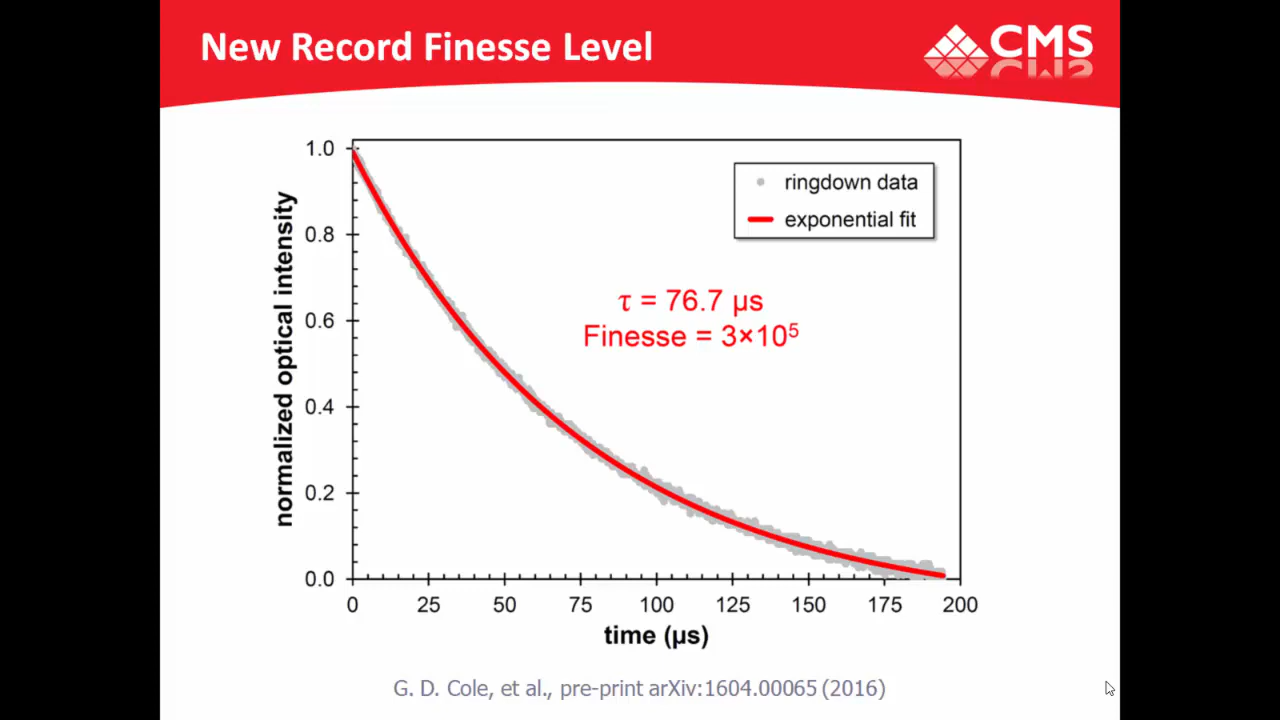 New Record Finesse Level
CMS
1.0
0.8
0.6
0.4
0.2
0.0
normalized optical intensity
ringdown data
exponential fit
τ = 76.7 µs
Finesse = 3×10⁵
0 25 50 75 100 125 150 175 200
time (µs)
G. D. Cole, et al., pre-print arXiv:1604.00065 (2016)